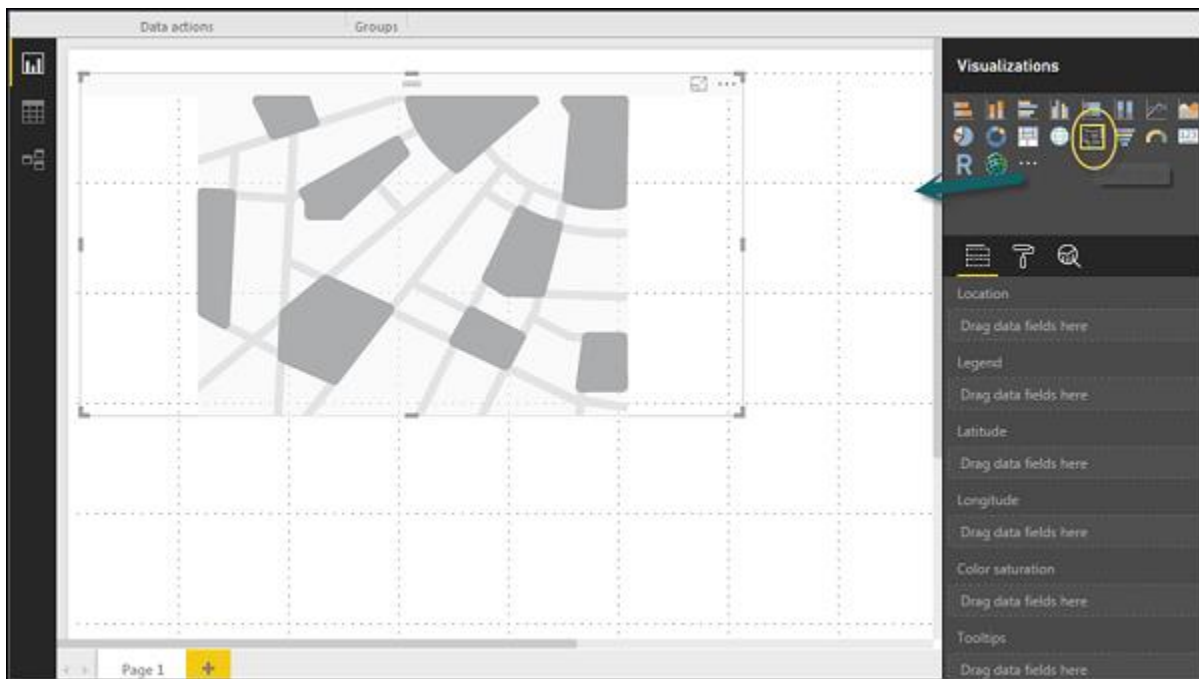 Data actions
Groups
Visualizations
R
Location
Drag data fields here
Legend
Drag data fields here
Latitude
Drag data fields here
Longitude
Drag data fields here
Color saturation
Drag data fields here
Tooltips
Drag data fields here
Page 1